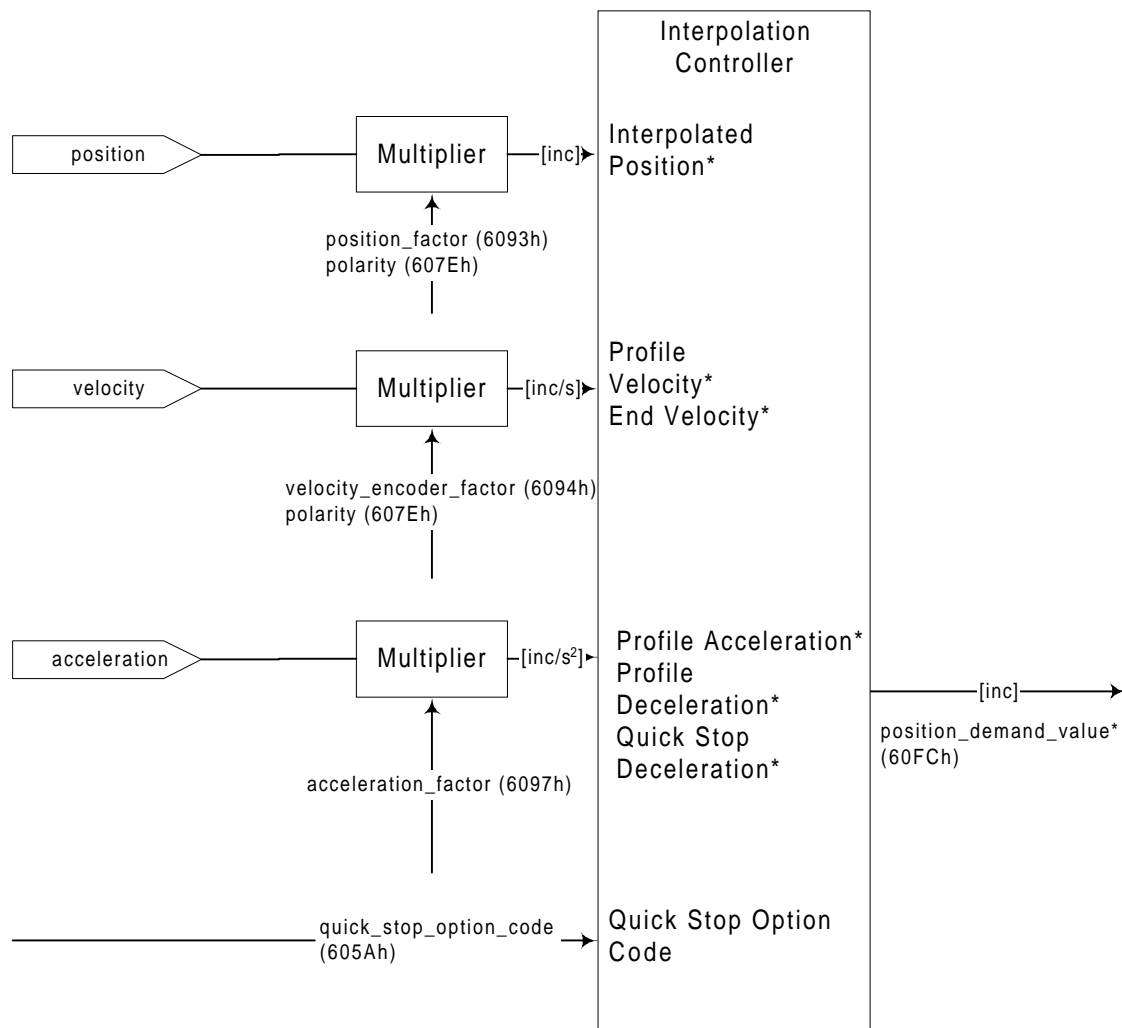 Interpolation
Controller
position
Multiplier
[inc]
Interpolated
Position*
position_factor (6093h)
polarity (607Eh)
velocity
Multiplier
[inc/s]
Profile
Velocity*
End Velocity*
velocity_encoder_factor (6094h)
polarity (607Eh)
acceleration
Multiplier
[inc/s²]
Profile Acceleration*
Profile
Deceleration*
Quick Stop
Deceleration*
[inc]
position_demand_value*
(60FCh)
acceleration_factor (6097h)
quick_stop_option_code
(605Ah)
Quick Stop Option
Code